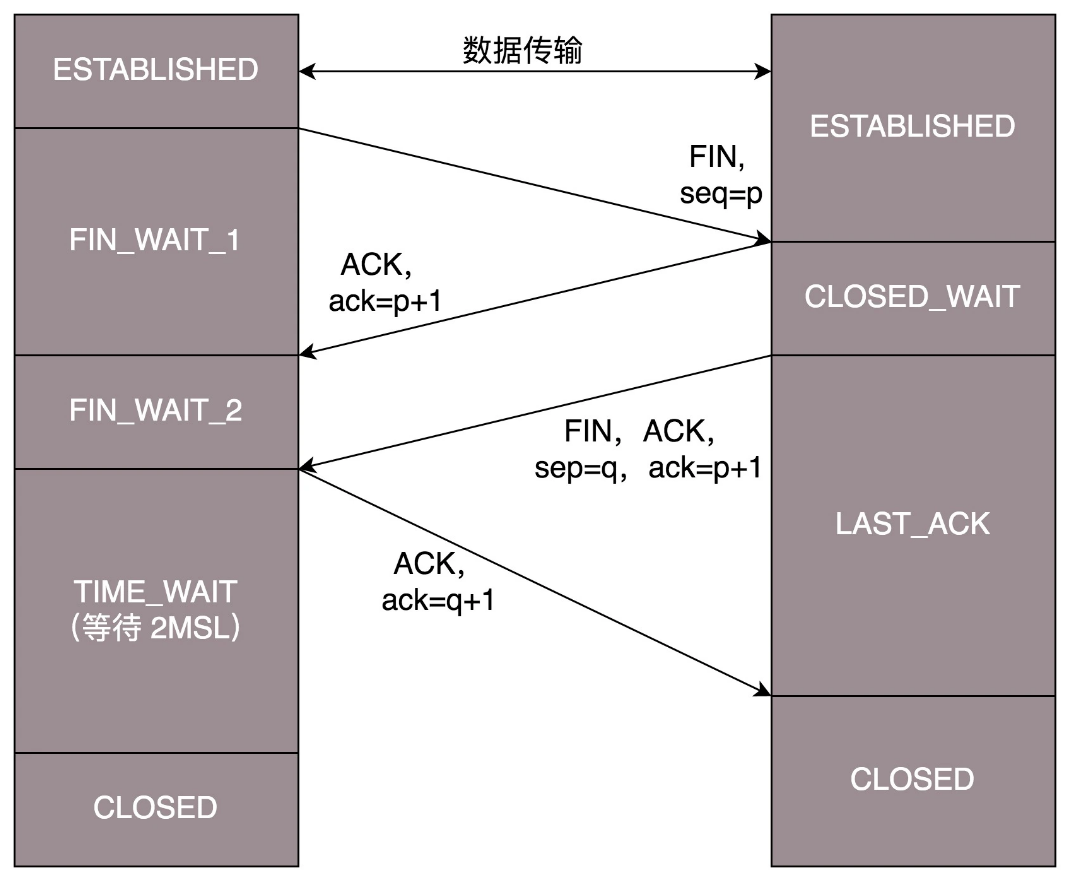 数据传输
ESTABLISHED
ESTABLISHED
FIN,
seq=p
FIN_WAIT_1
ACK,
ack=p+1
CLOSED_WAIT
FIN_WAIT_2
FIN, ACK,
sep=q, ack=p+1
LAST_ACK
ACK,
ack=q+1
TIME_WAIT
(等待 2MSL)
CLOSED
CLOSED